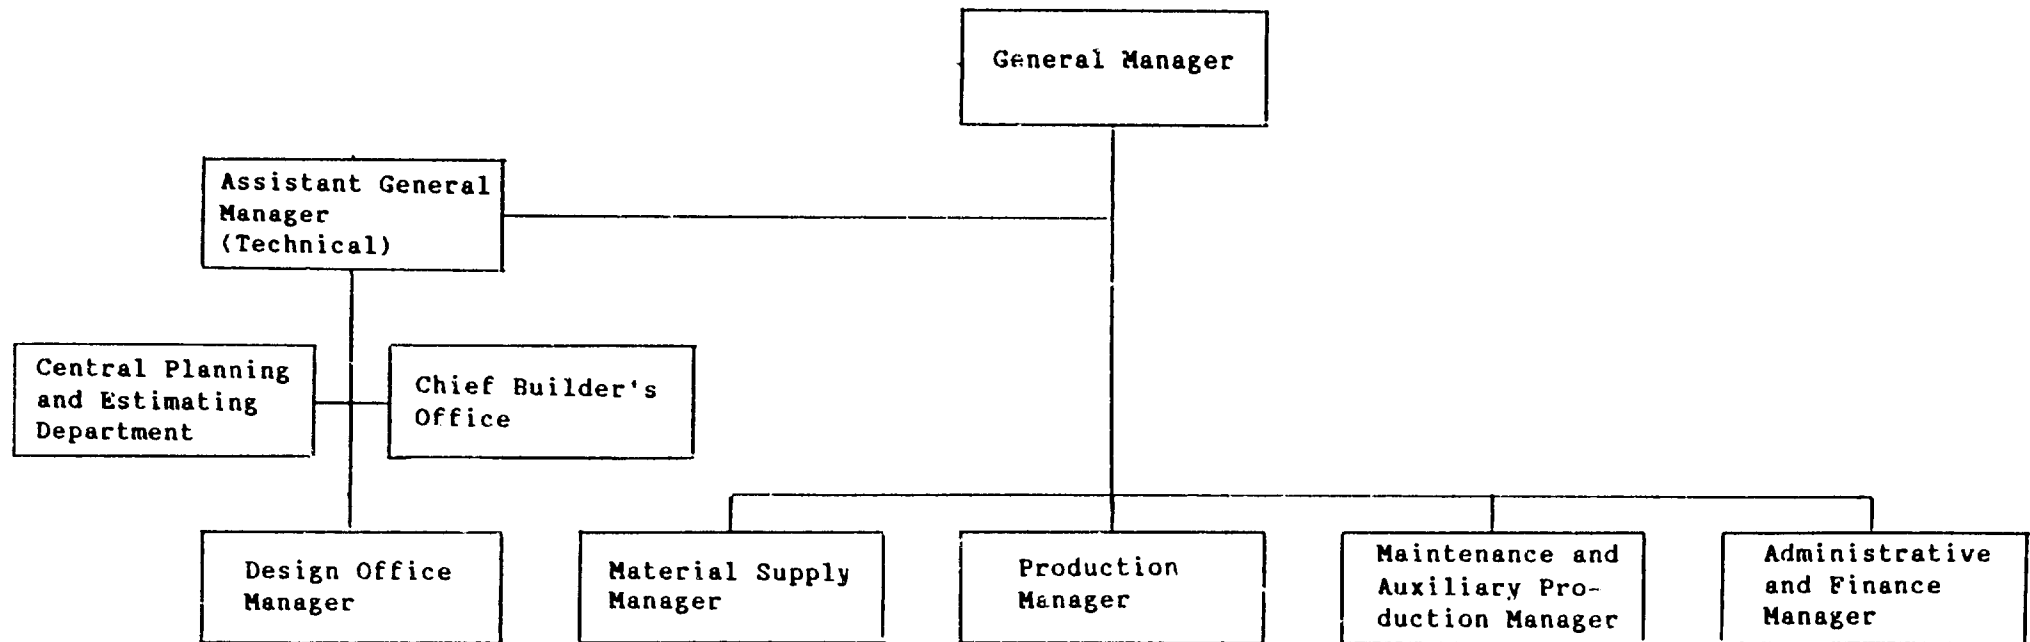 General Manager
Assistant General
Manager
(Technical)
Central Planning
and Estimating
Department
Chief Builder's
Office
Design Office
Manager
Material Supply
Manager
Production
Manager
Maintenance and
Auxiliary Pro-
duction Manager
Administrative
and Finance
Manager